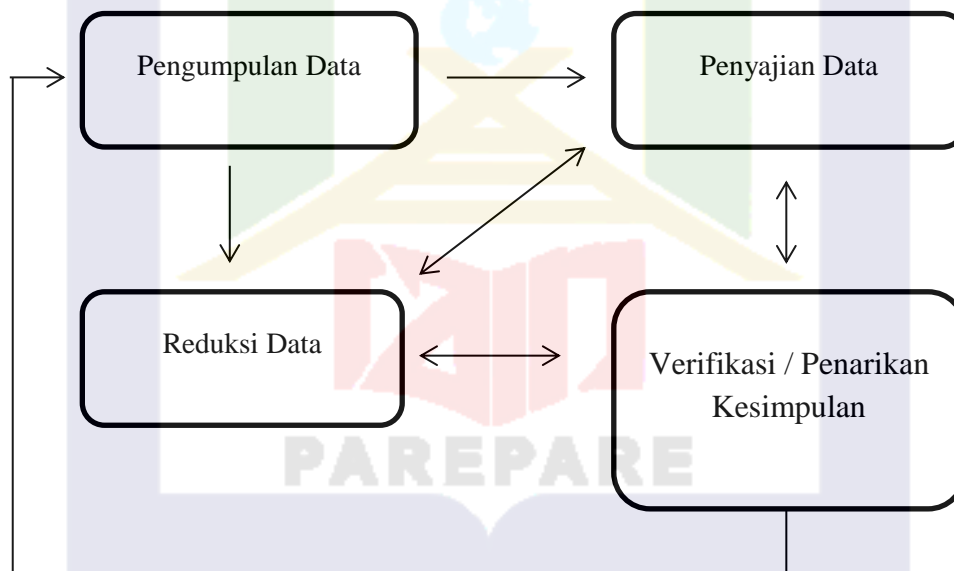 Pengumpulan Data
Penyajian Data
Reduksi Data
Verifikasi / Penarikan
Kesimpulan
PAREPARE